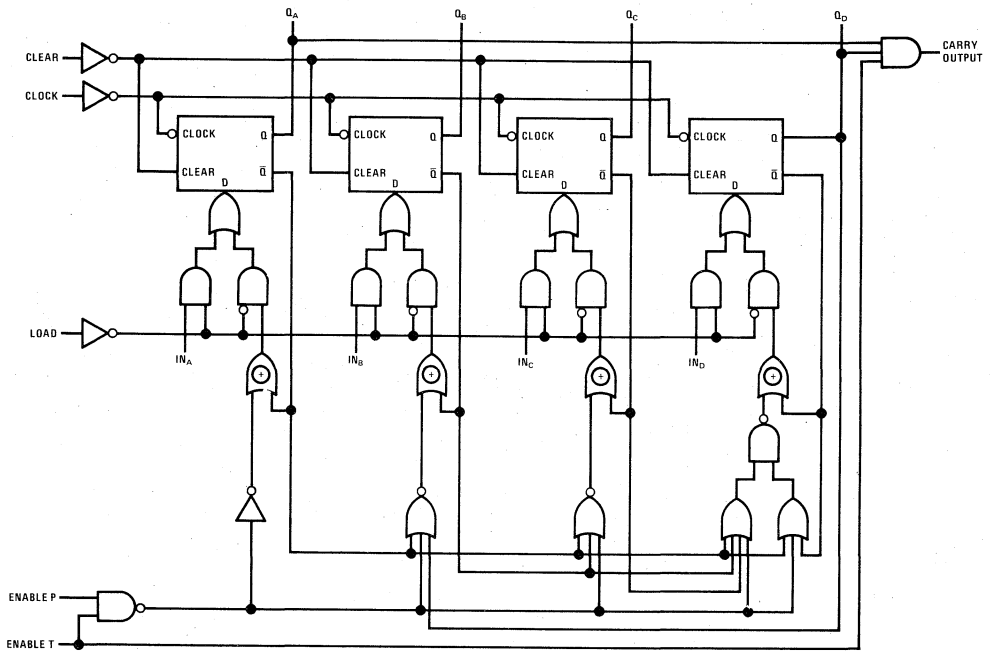 QA QB QC QD
CLEAR
CARRY
OUTPUT
CLOCK
CLOCK Q CLOCK Q CLOCK Q CLOCK Q
CLEAR Q̅ CLEAR Q̅ CLEAR Q̅ CLEAR Q̅
D D D D
LOAD
INA INB INC IND
+ + + +
ENABLE P
ENABLE T